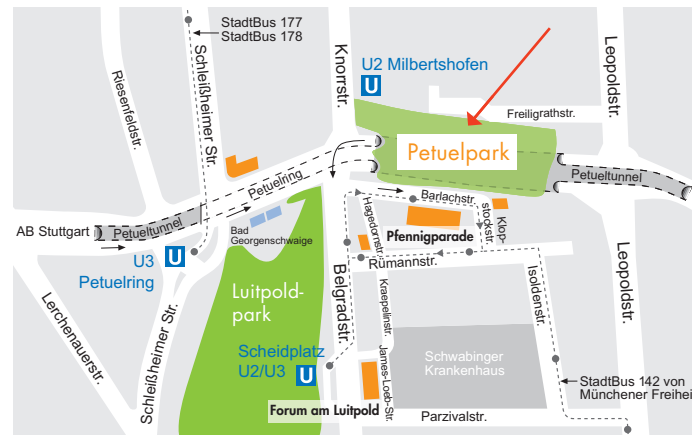 StadtBus 177
StadtBus 178
Schleißheimer Str.
Riesenfeldstr.
Knorrstr.
U2 Milbertshofen
U
Leopoldstr.
Freiligrathstr.
Petuelpark
Petueltunnel
Petuelring
Barlachstr.
Hagedornstr.
Klop-
stockstr.
Pfennigparade
AB Stuttgart
Petueltunnel
Bad
Georgenschwaige
U3
Petuelring
U
Rümannstr.
Isoldenstr.
Leopoldstr.
Lerchenauerstr.
Schleißheimer Str.
Luitpold-
park
Belgradstr.
Kraepelinstr.
Scheidplatz
U2/U3
U
James-Loeb-Str.
Schwabinger
Krankenhaus
StadtBus 142 von
Münchener Freihei
Forum am Luitpold
Parzivalstr.